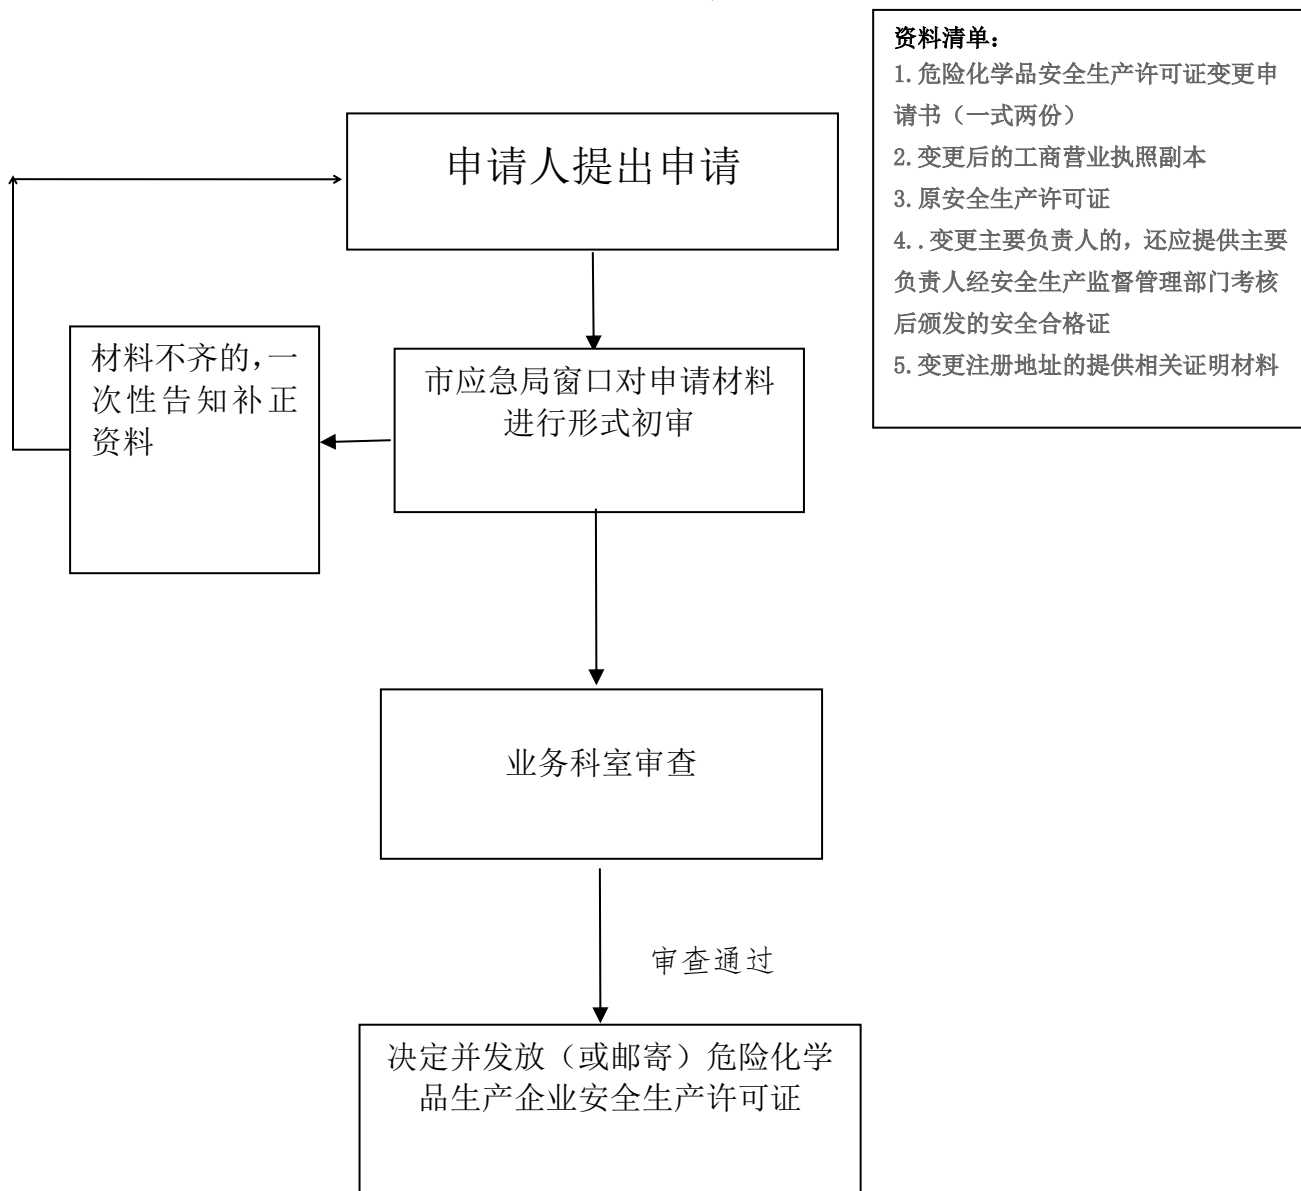 资料清单：
1.危险化学品安全生产许可证变更申
请书（一式两份）
2.变更后的工商营业执照副本
3.原安全生产许可证
4..变更主要负责人的，还应提供主要
负责人经安全生产监督管理部门考核
后颁发的安全合格证
5.变更注册地址的提供相关证明材料
申请人提出申请
材料不齐的，一
次性告知补正
资料
市应急局窗口对申请材料
进行形式初审
业务科室审查
审查通过
决定并发放（或邮寄）危险化学
品生产企业安全生产许可证